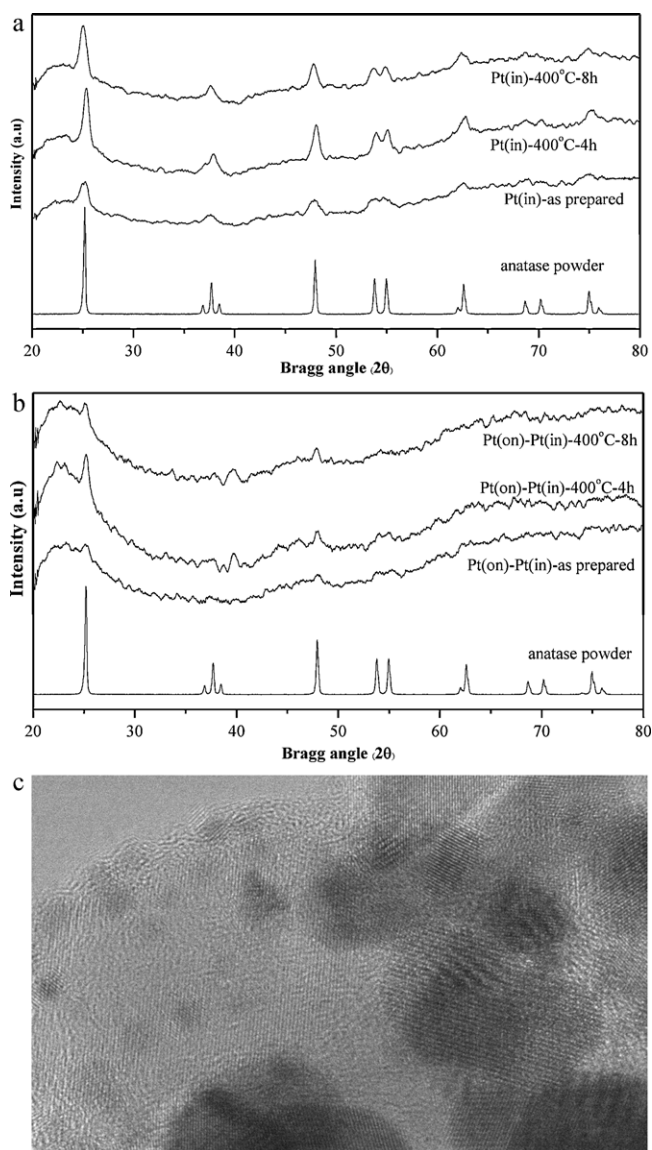 a
Intensity (a.u)
Pt(in)-400°C-8h
Pt(in)-400°C-4h
Pt(in)-as prepared
anatase powder
20 30 40 50 60 70 80
Bragg angle (2θ)
b
Intensity (a.u)
Pt(on)-Pt(in)-400°C-8h
Pt(on)-Pt(in)-400°C-4h
Pt(on)-Pt(in)-as prepared
anatase powder
20 30 40 50 60 70 80
Bragg angle (2θ)
c